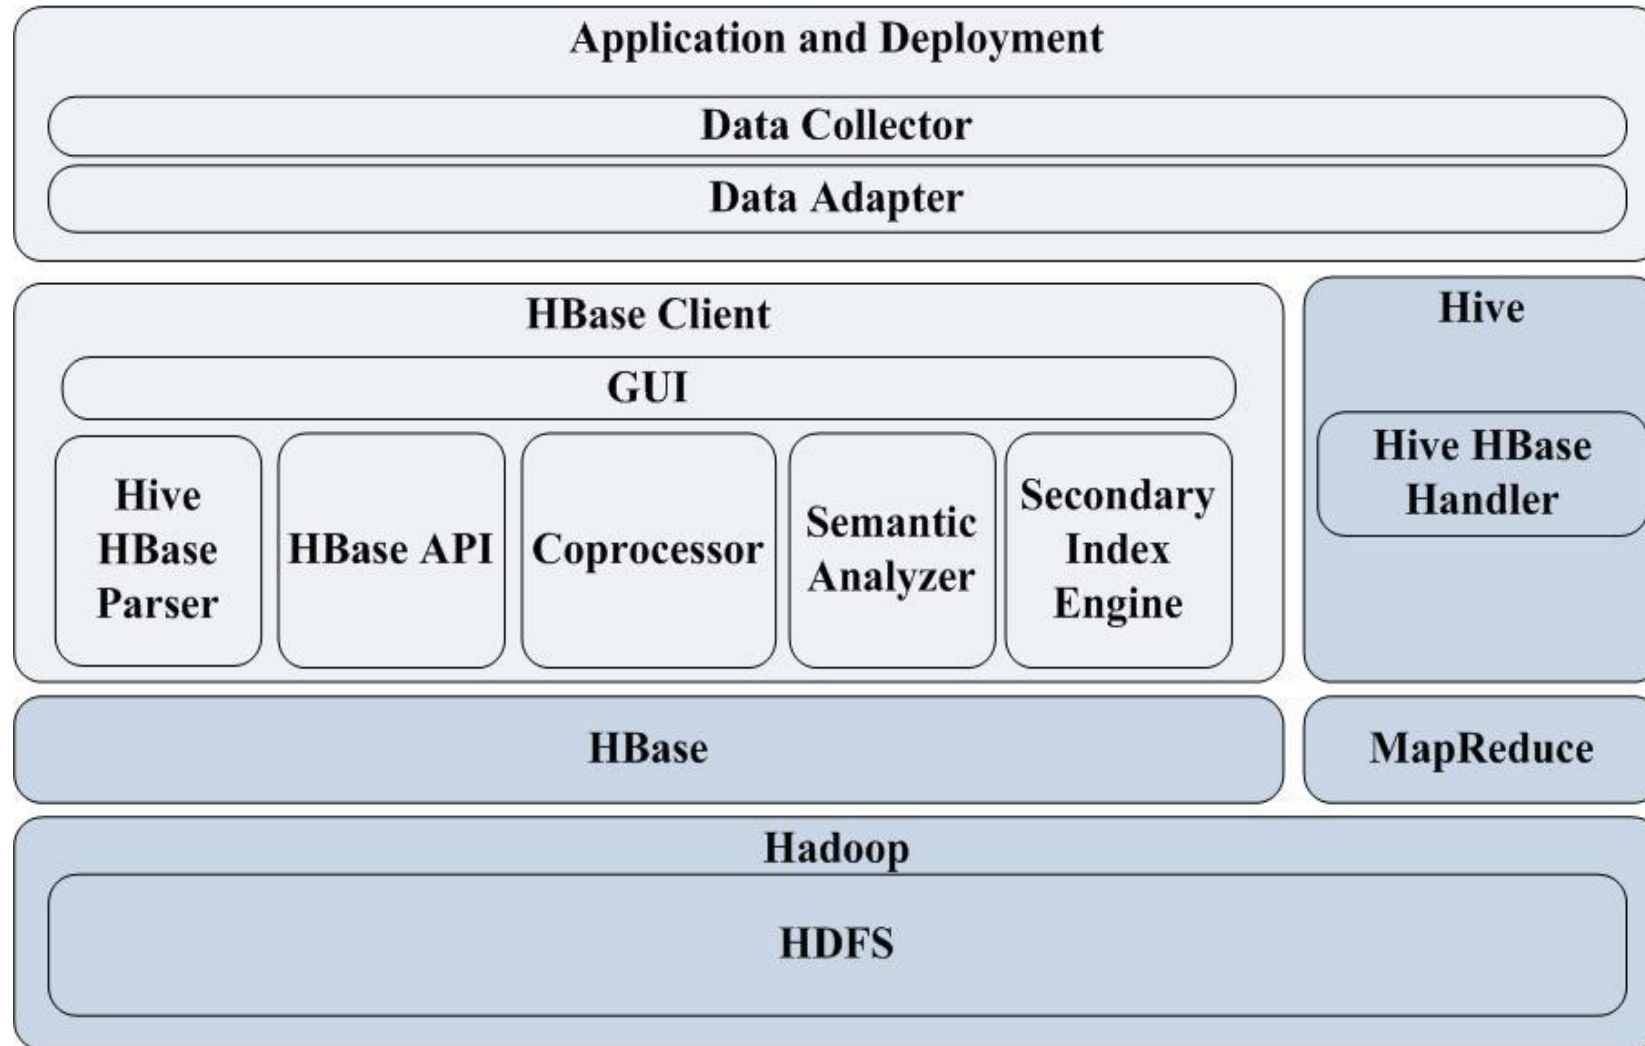 Application and Deployment
Data Collector
Data Adapter
HBase Client
GUI
Hive
HBase
Parser
HBase API
Coprocessor
Semantic
Analyzer
Secondary
Index
Engine
Hive
Hive HBase
Handler
HBase
MapReduce
Hadoop
HDFS